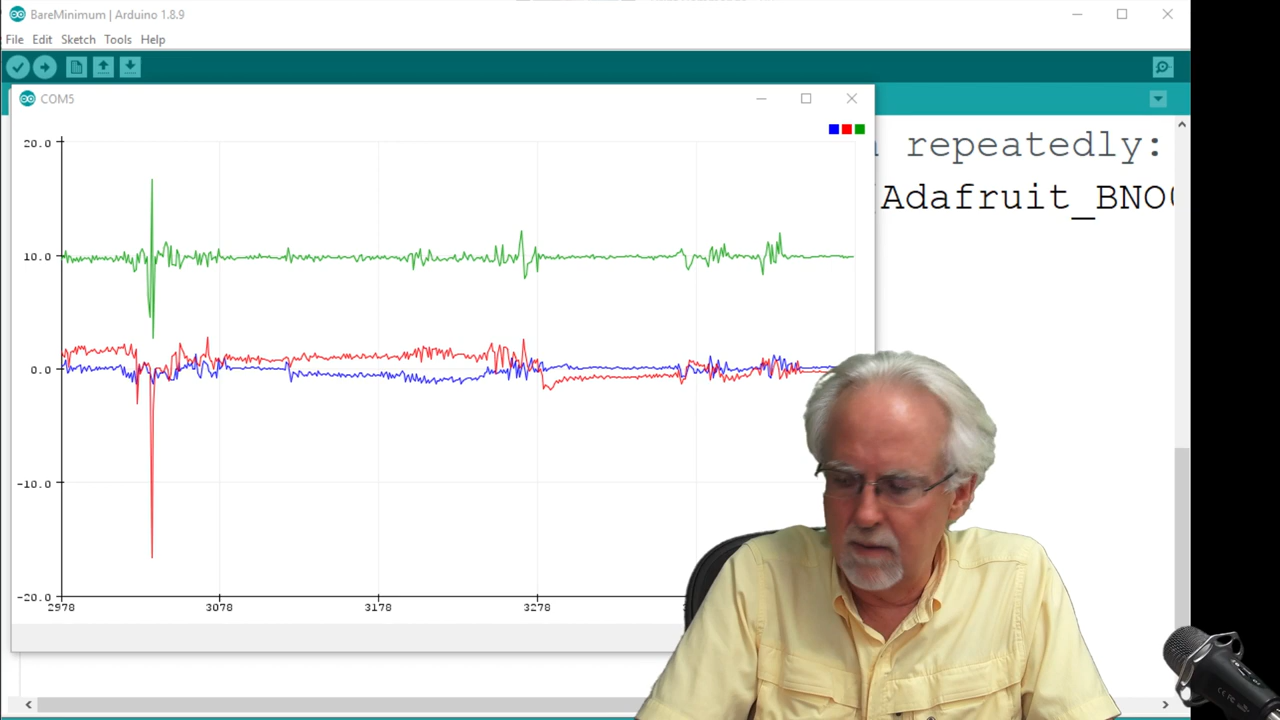 BareMinimum | Arduino 1.8.9
File Edit Sketch Tools Help
COM5
repeatedly:
Adafruit_BNO
20.0
10.0
0.0
-10.0
-20.0
2978 3078 3178 3278